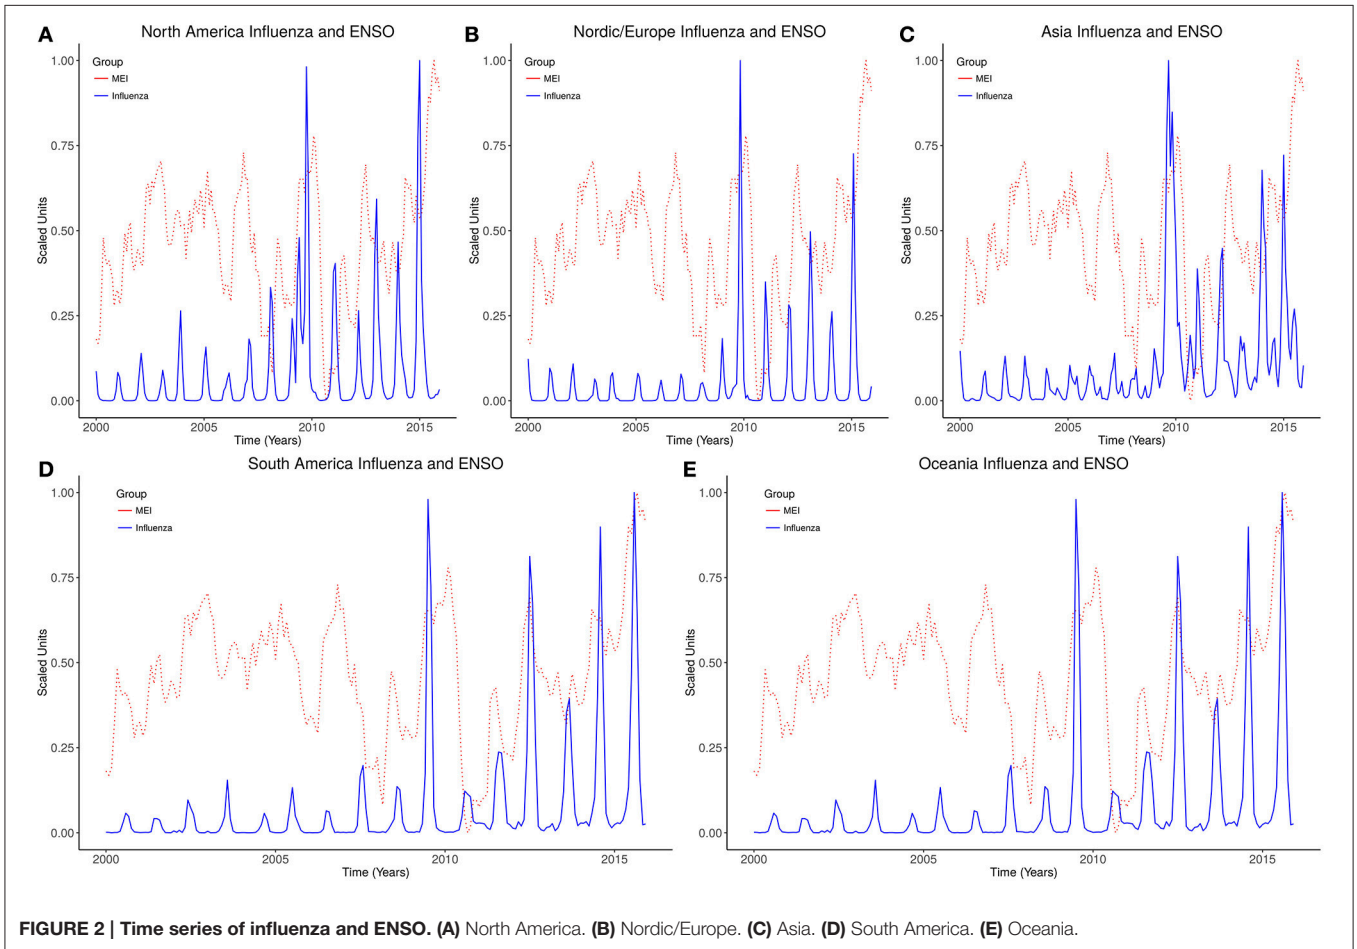 A
North America Influenza and ENSO
Group
MEI
Influenza
1.00
0.75
0.50
0.25
0.00
Scaled Units
2000 2005 2010 2015
Time (Years)
B
Nordic/Europe Influenza and ENSO
Group
MEI
Influenza
1.00
0.75
0.50
0.25
0.00
Scaled Units
2000 2005 2010 2015
Time (Years)
C
Asia Influenza and ENSO
Group
MEI
Influenza
1.00
0.75
0.50
0.25
0.00
Scaled Units
2000 2005 2010 2015
Time (Years)
D
South America Influenza and ENSO
Group
MEI
Influenza
1.00
0.75
0.50
0.25
0.00
Scaled Units
2000 2005 2010 2015
Time (Years)
E
Oceania Influenza and ENSO
Group
MEI
Influenza
1.00
0.75
0.50
0.25
0.00
Scaled Units
2000 2005 2010 2015
Time (Years)
FIGURE 2 | Time series of influenza and ENSO. (A) North America. (B) Nordic/Europe. (C) Asia. (D) South America. (E) Oceania.